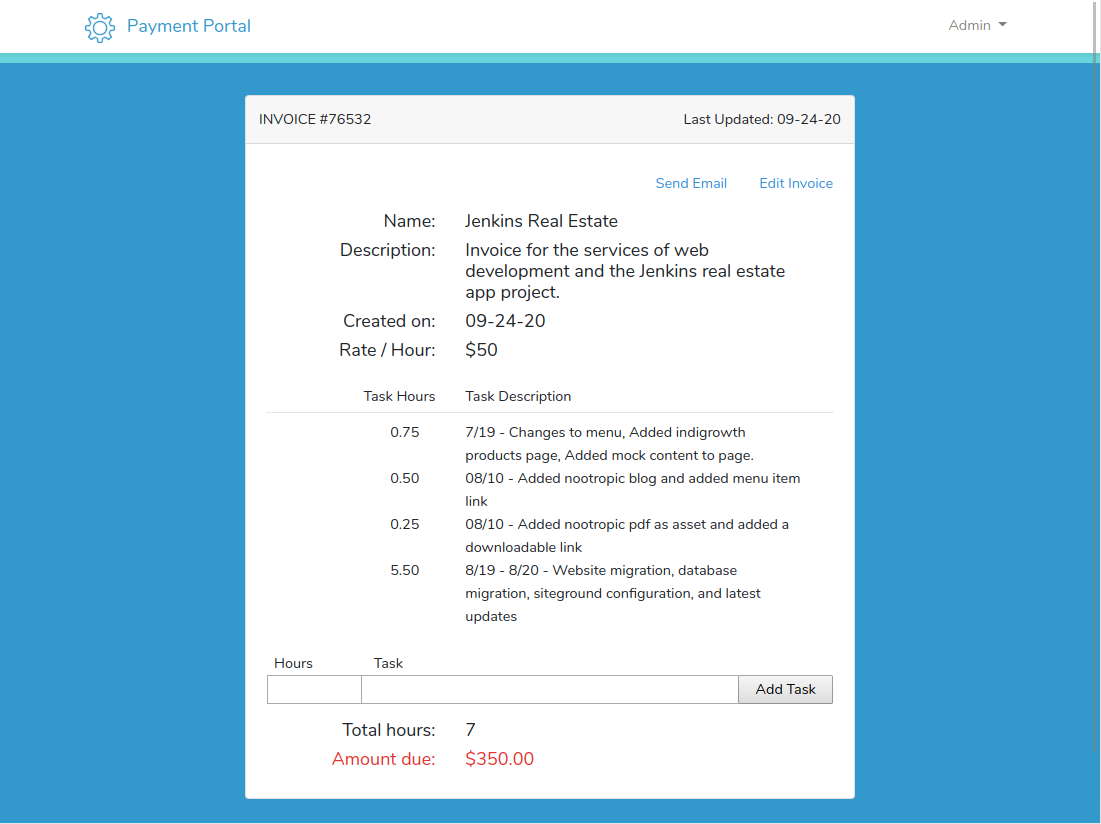 Payment Portal
Admin
INVOICE #76532
Last Updated: 09-24-20
Send Email
Edit Invoice
Name: Jenkins Real Estate
Description: Invoice for the services of web
development and the Jenkins real estate
app project.
Created on: 09-24-20
Rate / Hour: $50
Task Hours Task Description
0.75 7/19 - Changes to menu, Added indigrowth
products page, Added mock content to page.
0.50 08/10 - Added nootropic blog and added menu item
link
0.25 08/10 - Added nootropic pdf as asset and added a
downloadable link
5.50 8/19 - 8/20 - Website migration, database
migration, siteground configuration, and latest
updates
Hours Task
Add Task
Total hours: 7
Amount due: $350.00